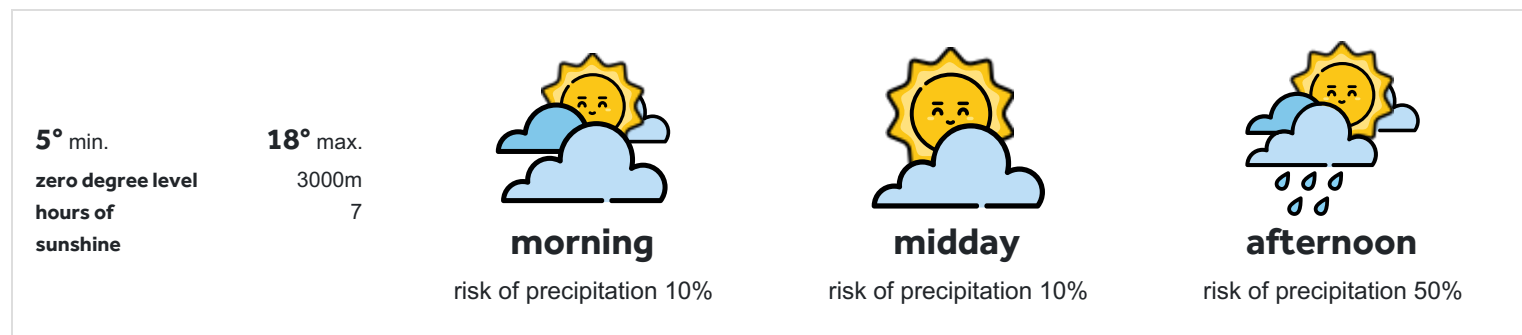 5° min. 18° max.
zero degree level 3000m
hours of 7
sunshine
morning
risk of precipitation 10%
midday
risk of precipitation 10%
afternoon
risk of precipitation 50%